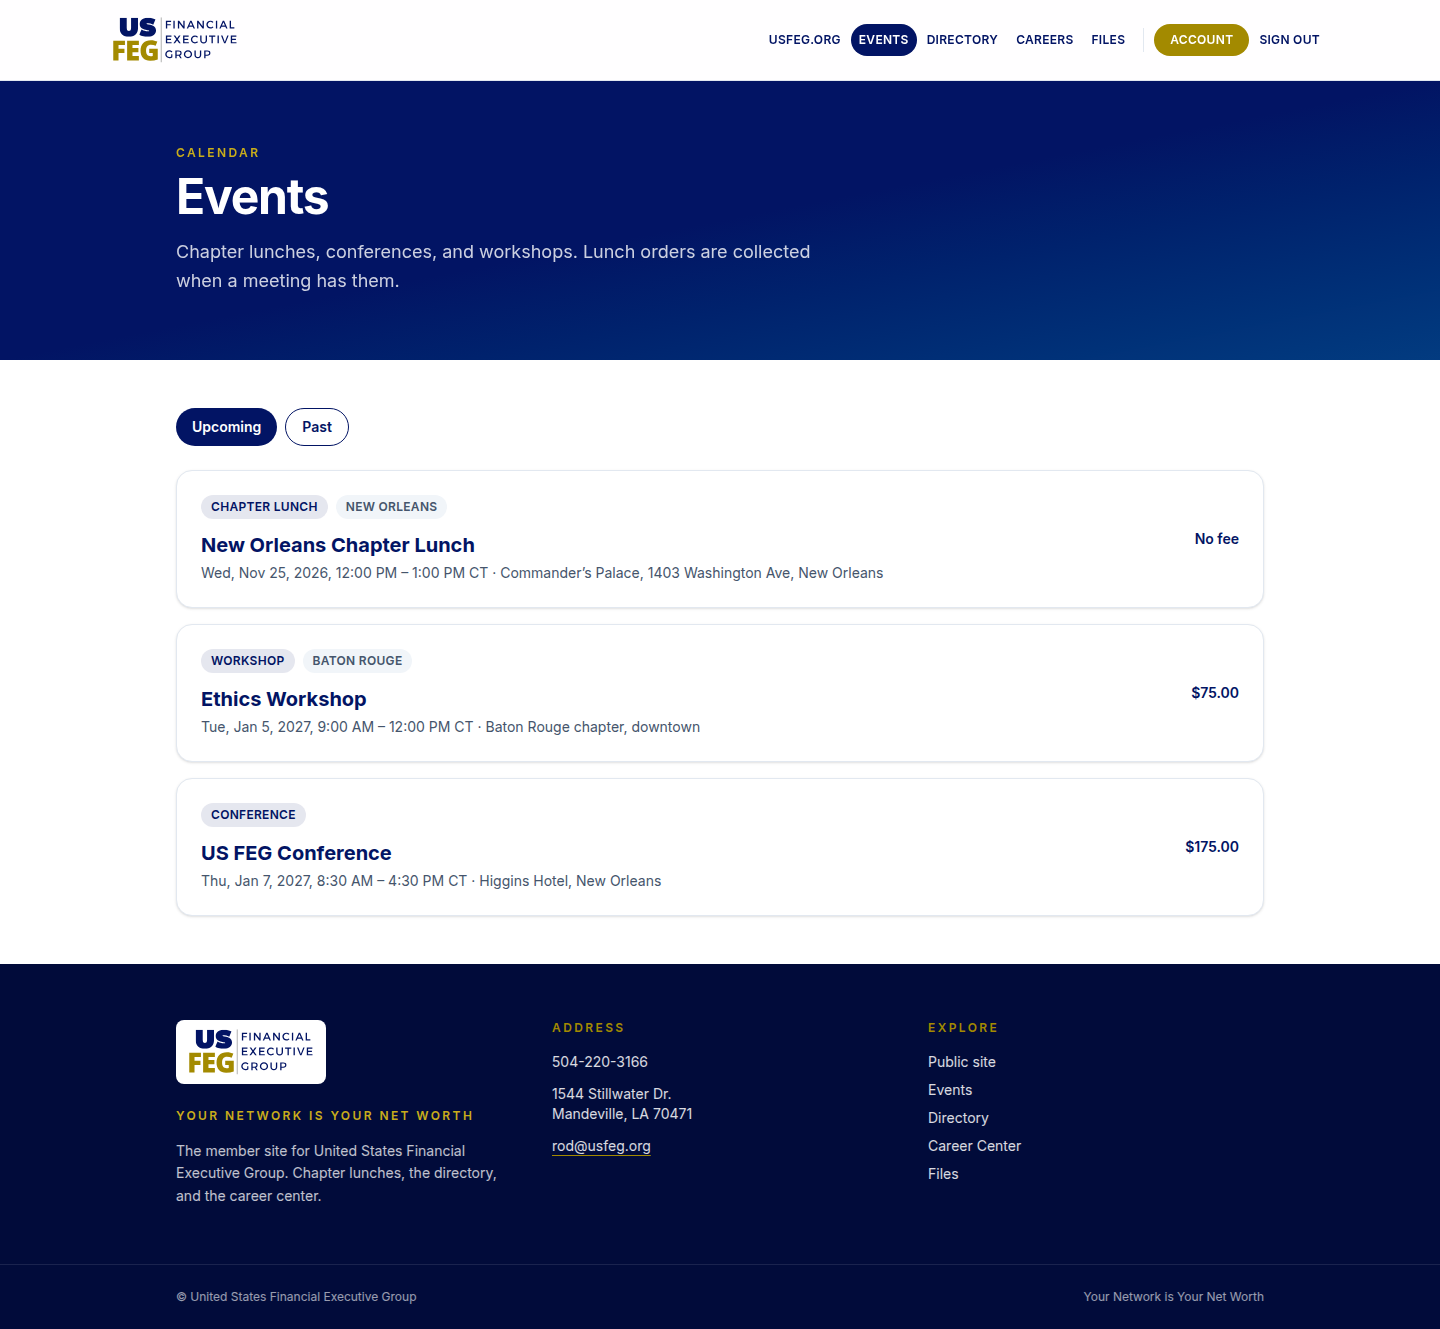 US FEG FINANCIAL EXECUTIVE GROUP
USFEG.ORG EVENTS DIRECTORY CAREERS FILES ACCOUNT SIGN OUT
CALENDAR
Events
Chapter lunches, conferences, and workshops. Lunch orders are collected
when a meeting has them.
Upcoming Past
CHAPTER LUNCH NEW ORLEANS
New Orleans Chapter Lunch
No fee
Wed, Nov 25, 2026, 12:00 PM – 1:00 PM CT · Commander’s Palace, 1403 Washington Ave, New Orleans
WORKSHOP BATON ROUGE
Ethics Workshop
$75.00
Tue, Jan 5, 2027, 9:00 AM – 12:00 PM CT · Baton Rouge chapter, downtown
CONFERENCE
US FEG Conference
$175.00
Thu, Jan 7, 2027, 8:30 AM – 4:30 PM CT · Higgins Hotel, New Orleans
US FEG FINANCIAL EXECUTIVE GROUP
YOUR NETWORK IS YOUR NET WORTH
The member site for United States Financial
Executive Group. Chapter lunches, the directory,
and the career center.
ADDRESS
504-220-3166
1544 Stillwater Dr.
Mandeville, LA 70471
rod@usfeg.org
EXPLORE
Public site
Events
Directory
Career Center
Files
© United States Financial Executive Group
Your Network is Your Net Worth